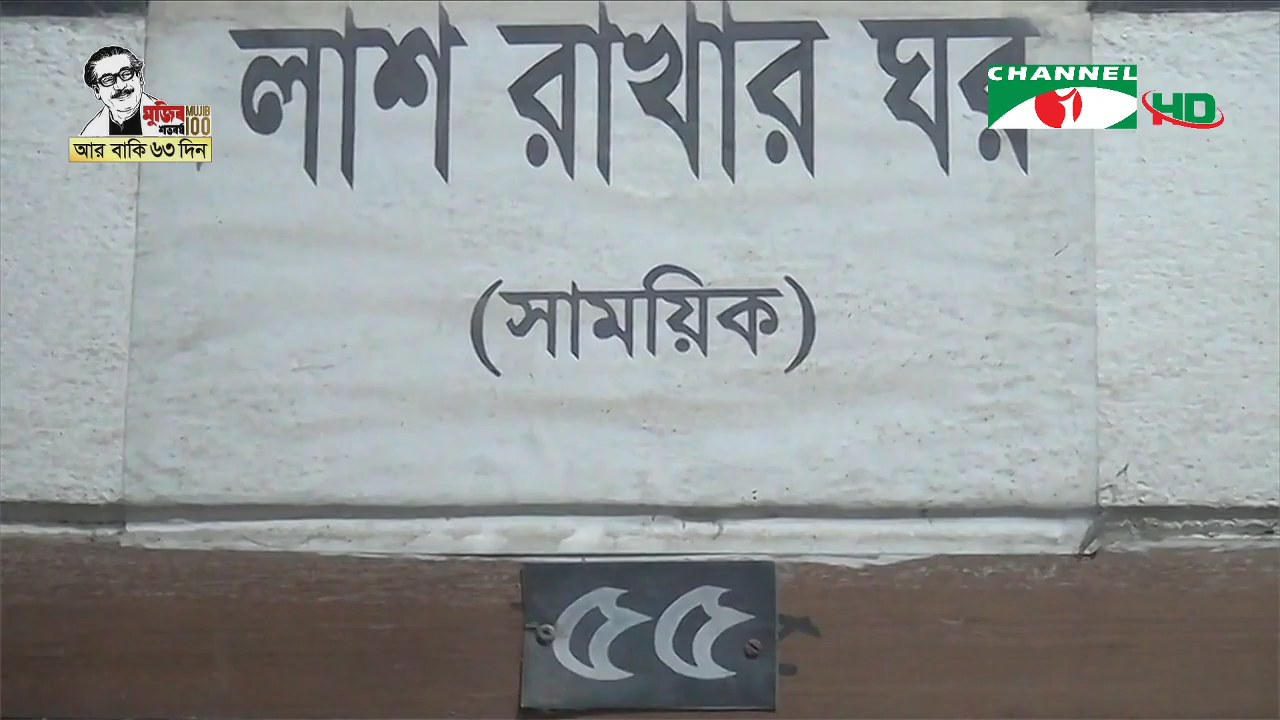 লাশ রাখার ঘর
(সাময়িক)
৫৫
মুজিব
শতবর্ষ
MUJIB
100
আর বাকি ৬৩ দিন
CHANNEL
i
HD